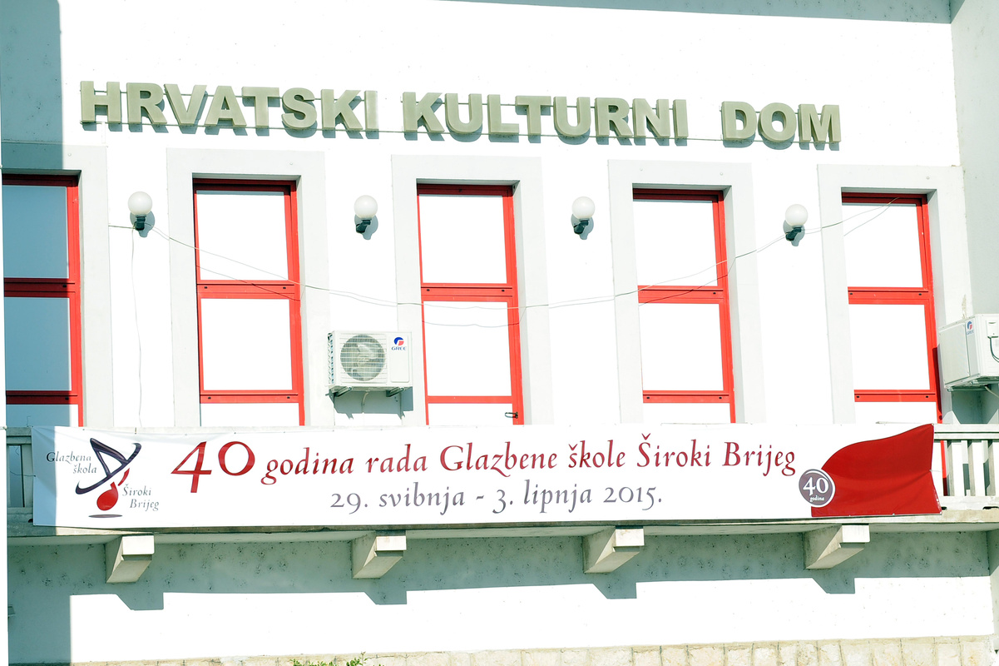 HRVATSKI KULTURNI DOM
GREE
Glazbena
škola
Široki
Brijeg
40 godina rada Glazbene škole Široki Brijeg
29. svibnja - 3. lipnja 2015.
40
godina